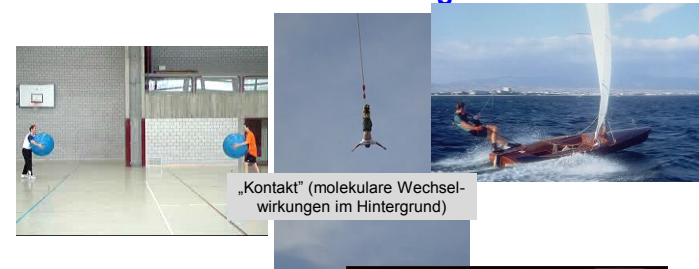 „Kontakt” (molekulare Wechsel-
wirkungen im Hintergrund)